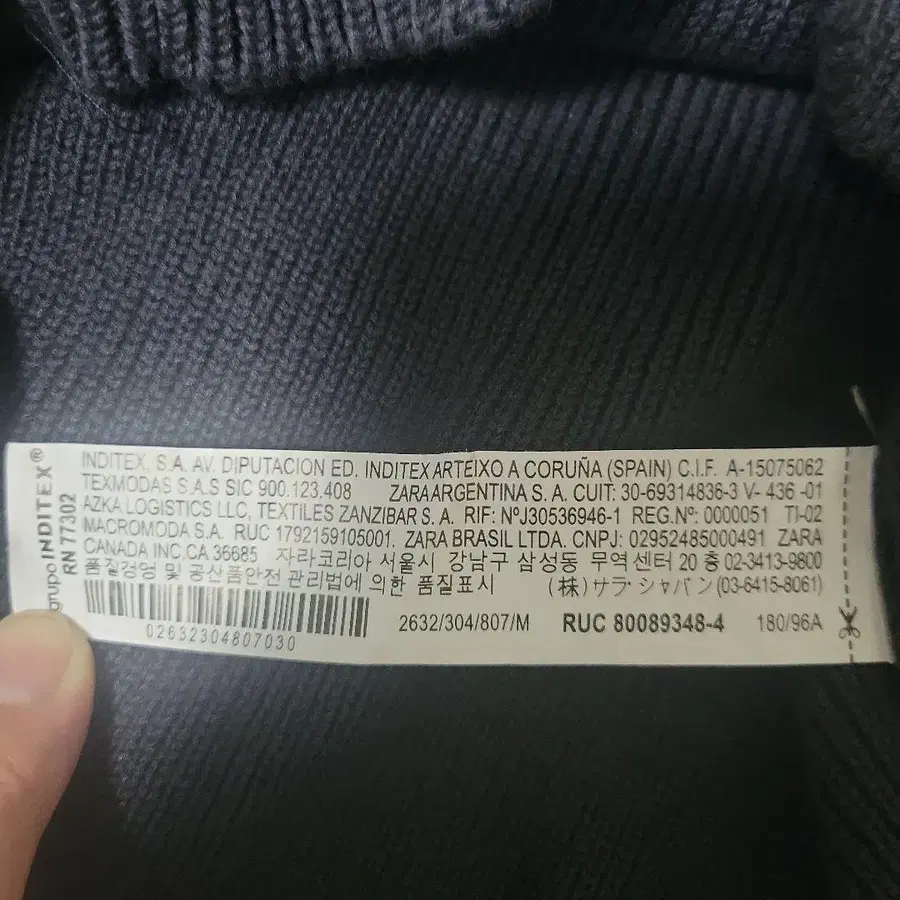 grupo INDITEX®
RN 77302
INDITEX, S.A. AV. DIPUTACION ED. INDITEX ARTEIXO A CORUÑA (SPAIN) C.I.F. A-15075062
TEXMODAS S.A.S SIC 900.123.408 ZARA ARGENTINA S. A. CUIT: 30-69314836-3 V- 436 -01
AZKA LOGISTICS LLC, TEXTILES ZANZIBAR S. A. RIF: NºJ30536946-1 REG.Nº: 0000051 TI-02
MACROMODA S.A. RUC 1792159105001. ZARA BRASIL LTDA. CNPJ: 02952485000491 ZARA
CANADA INC.CA 36685 자라코리아 서울시 강남구 삼성동 무역센터 20 층 02-3413-9800
품질경영 및 공산품안전 관리법에 의한 품질표시 (株)サラ・ジャパン(03-6415-8061)
02632304807030
2632/304/807/M RUC 80089348-4 180/96A